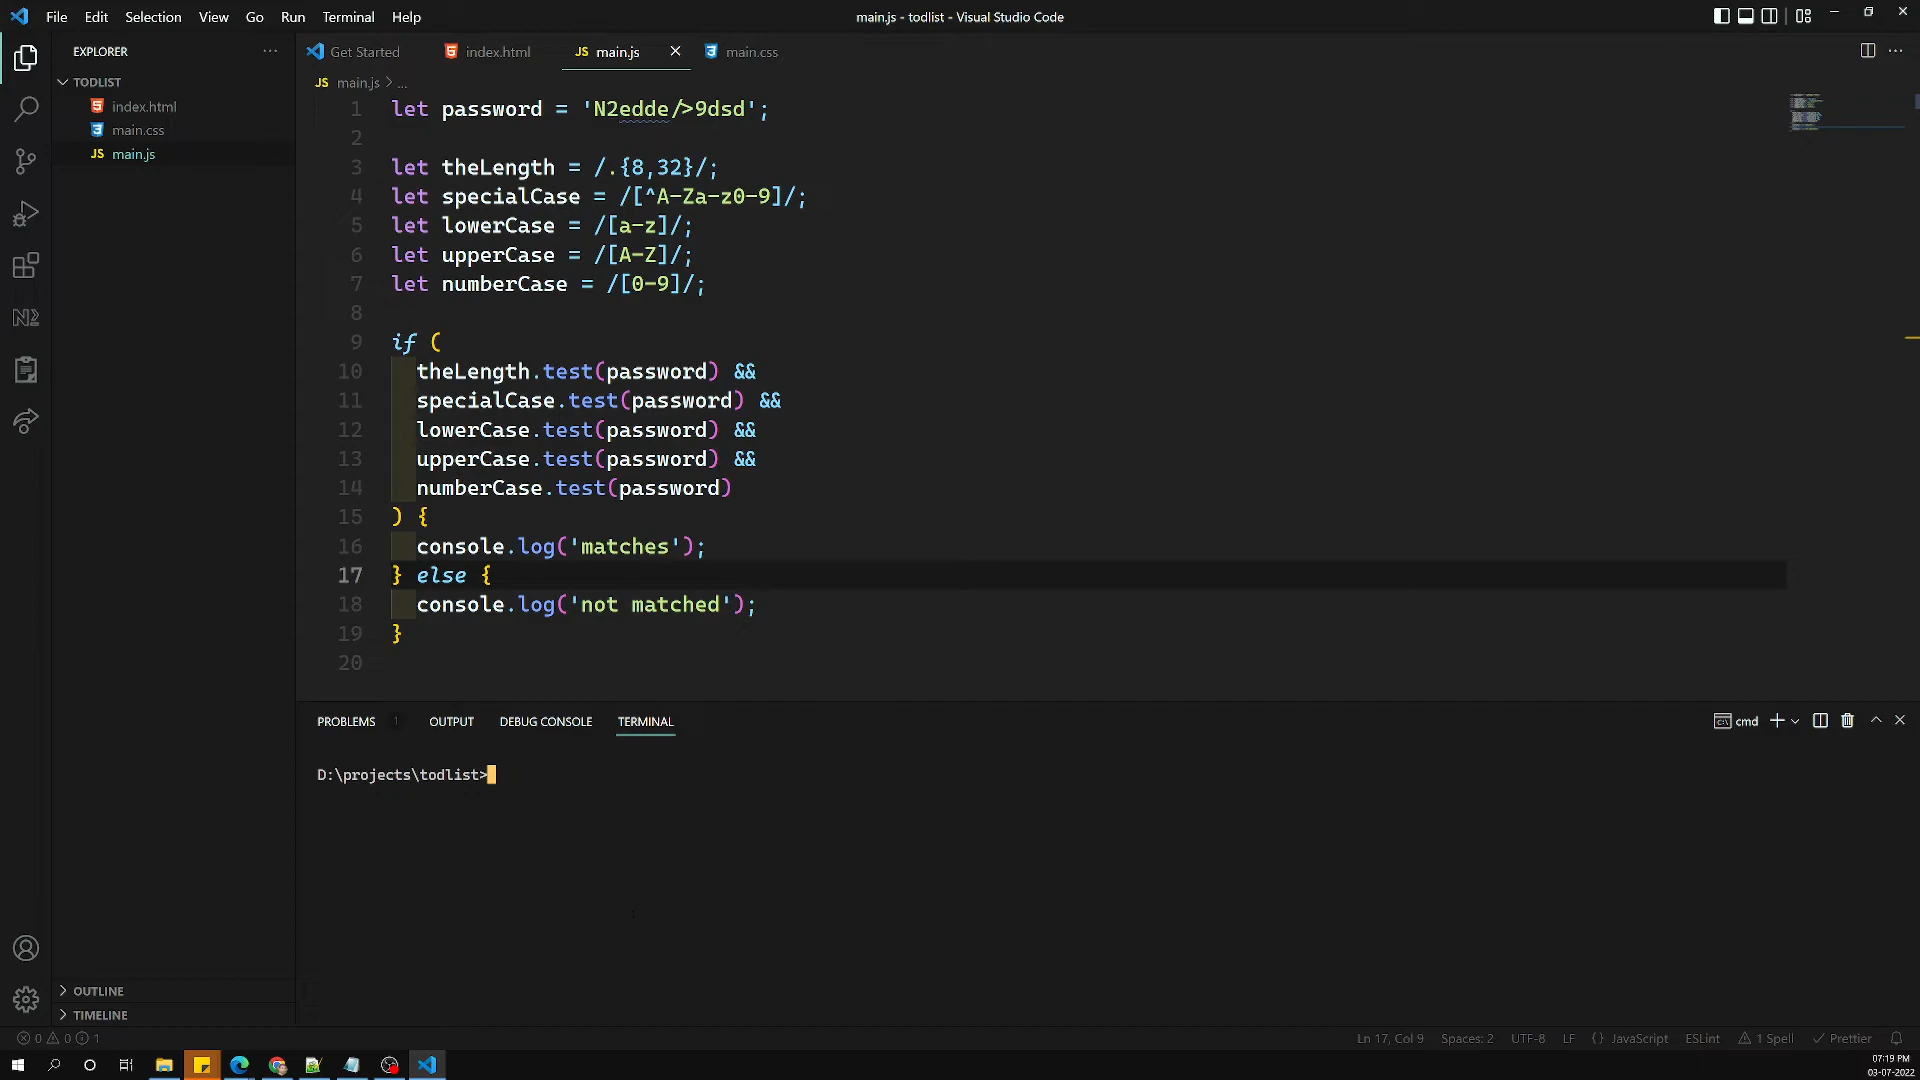 File Edit Selection View Go Run Terminal Help
main.js - todlist - Visual Studio Code
EXPLORER
TODLIST
index.html
main.css
JS main.js
Get Started
index.html
JS main.js
main.css
JS main.js > ...
1 let password = 'N2edde/>9dsd';
2
3 let theLength = /.{8,32}/;
4 let specialCase = /[^A-Za-z0-9]/;
5 let lowerCase = /[a-z]/;
6 let upperCase = /[A-Z]/;
7 let numberCase = /[0-9]/;
8
9 if (
10 theLength.test(password) &&
11 specialCase.test(password) &&
12 lowerCase.test(password) &&
13 upperCase.test(password) &&
14 numberCase.test(password)
15 ) {
16 console.log('matches');
17 } else {
18 console.log('not matched');
19 }
20
PROBLEMS 1 OUTPUT DEBUG CONSOLE TERMINAL
cmd
D:\projects\todlist>
OUTLINE
TIMELINE
0 0 1
Ln 17, Col 9 Spaces: 2 UTF-8 LF {} JavaScript ESLint 1 Spell Prettier
07:19 PM
03-07-2022